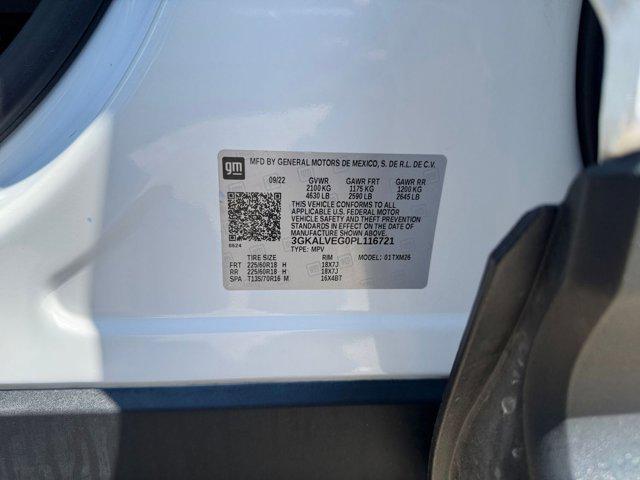 gm MFD BY GENERAL MOTORS DE MEXICO, S. DE R.L. DE C.V.
09/22 GVWR GAWR FRT GAWR RR
2100 KG 1175 KG 1200 KG
4630 LB 2590 LB 2645 LB
THIS VEHICLE CONFORMS TO ALL
APPLICABLE U.S. FEDERAL MOTOR
VEHICLE SAFETY AND THEFT PREVENTION
STANDARDS IN EFFECT ON THE DATE
OF MANUFACTURE SHOWN ABOVE.
3GKALVEG0PL116721
TYPE: MPV
TIRE SIZE RIM MODEL: 01TXM26
FRT 225/60R18 H 18X7J
RR 225/60R18 H 18X7J
SPA T135/70R16 M 16X4BT